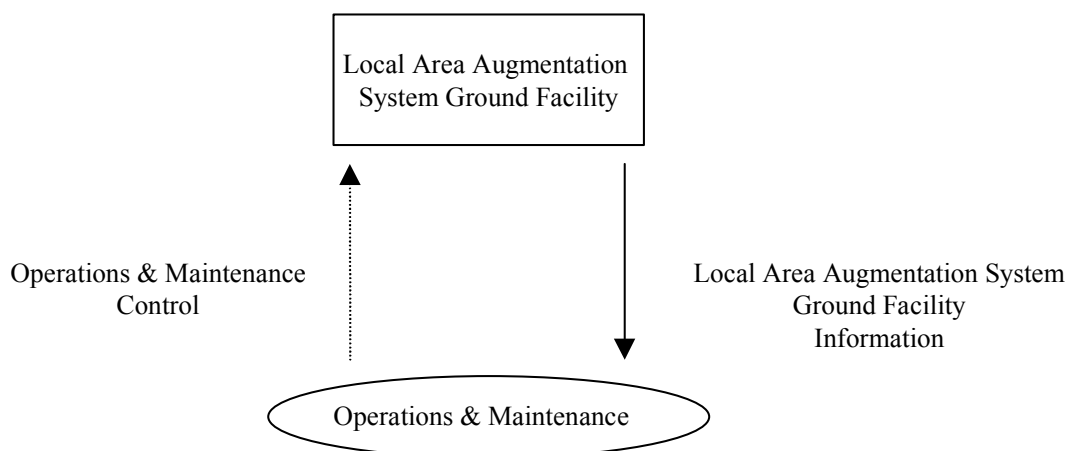 Local Area Augmentation
System Ground Facility
Operations & Maintenance
Control
Local Area Augmentation System
Ground Facility
Information
Operations & Maintenance